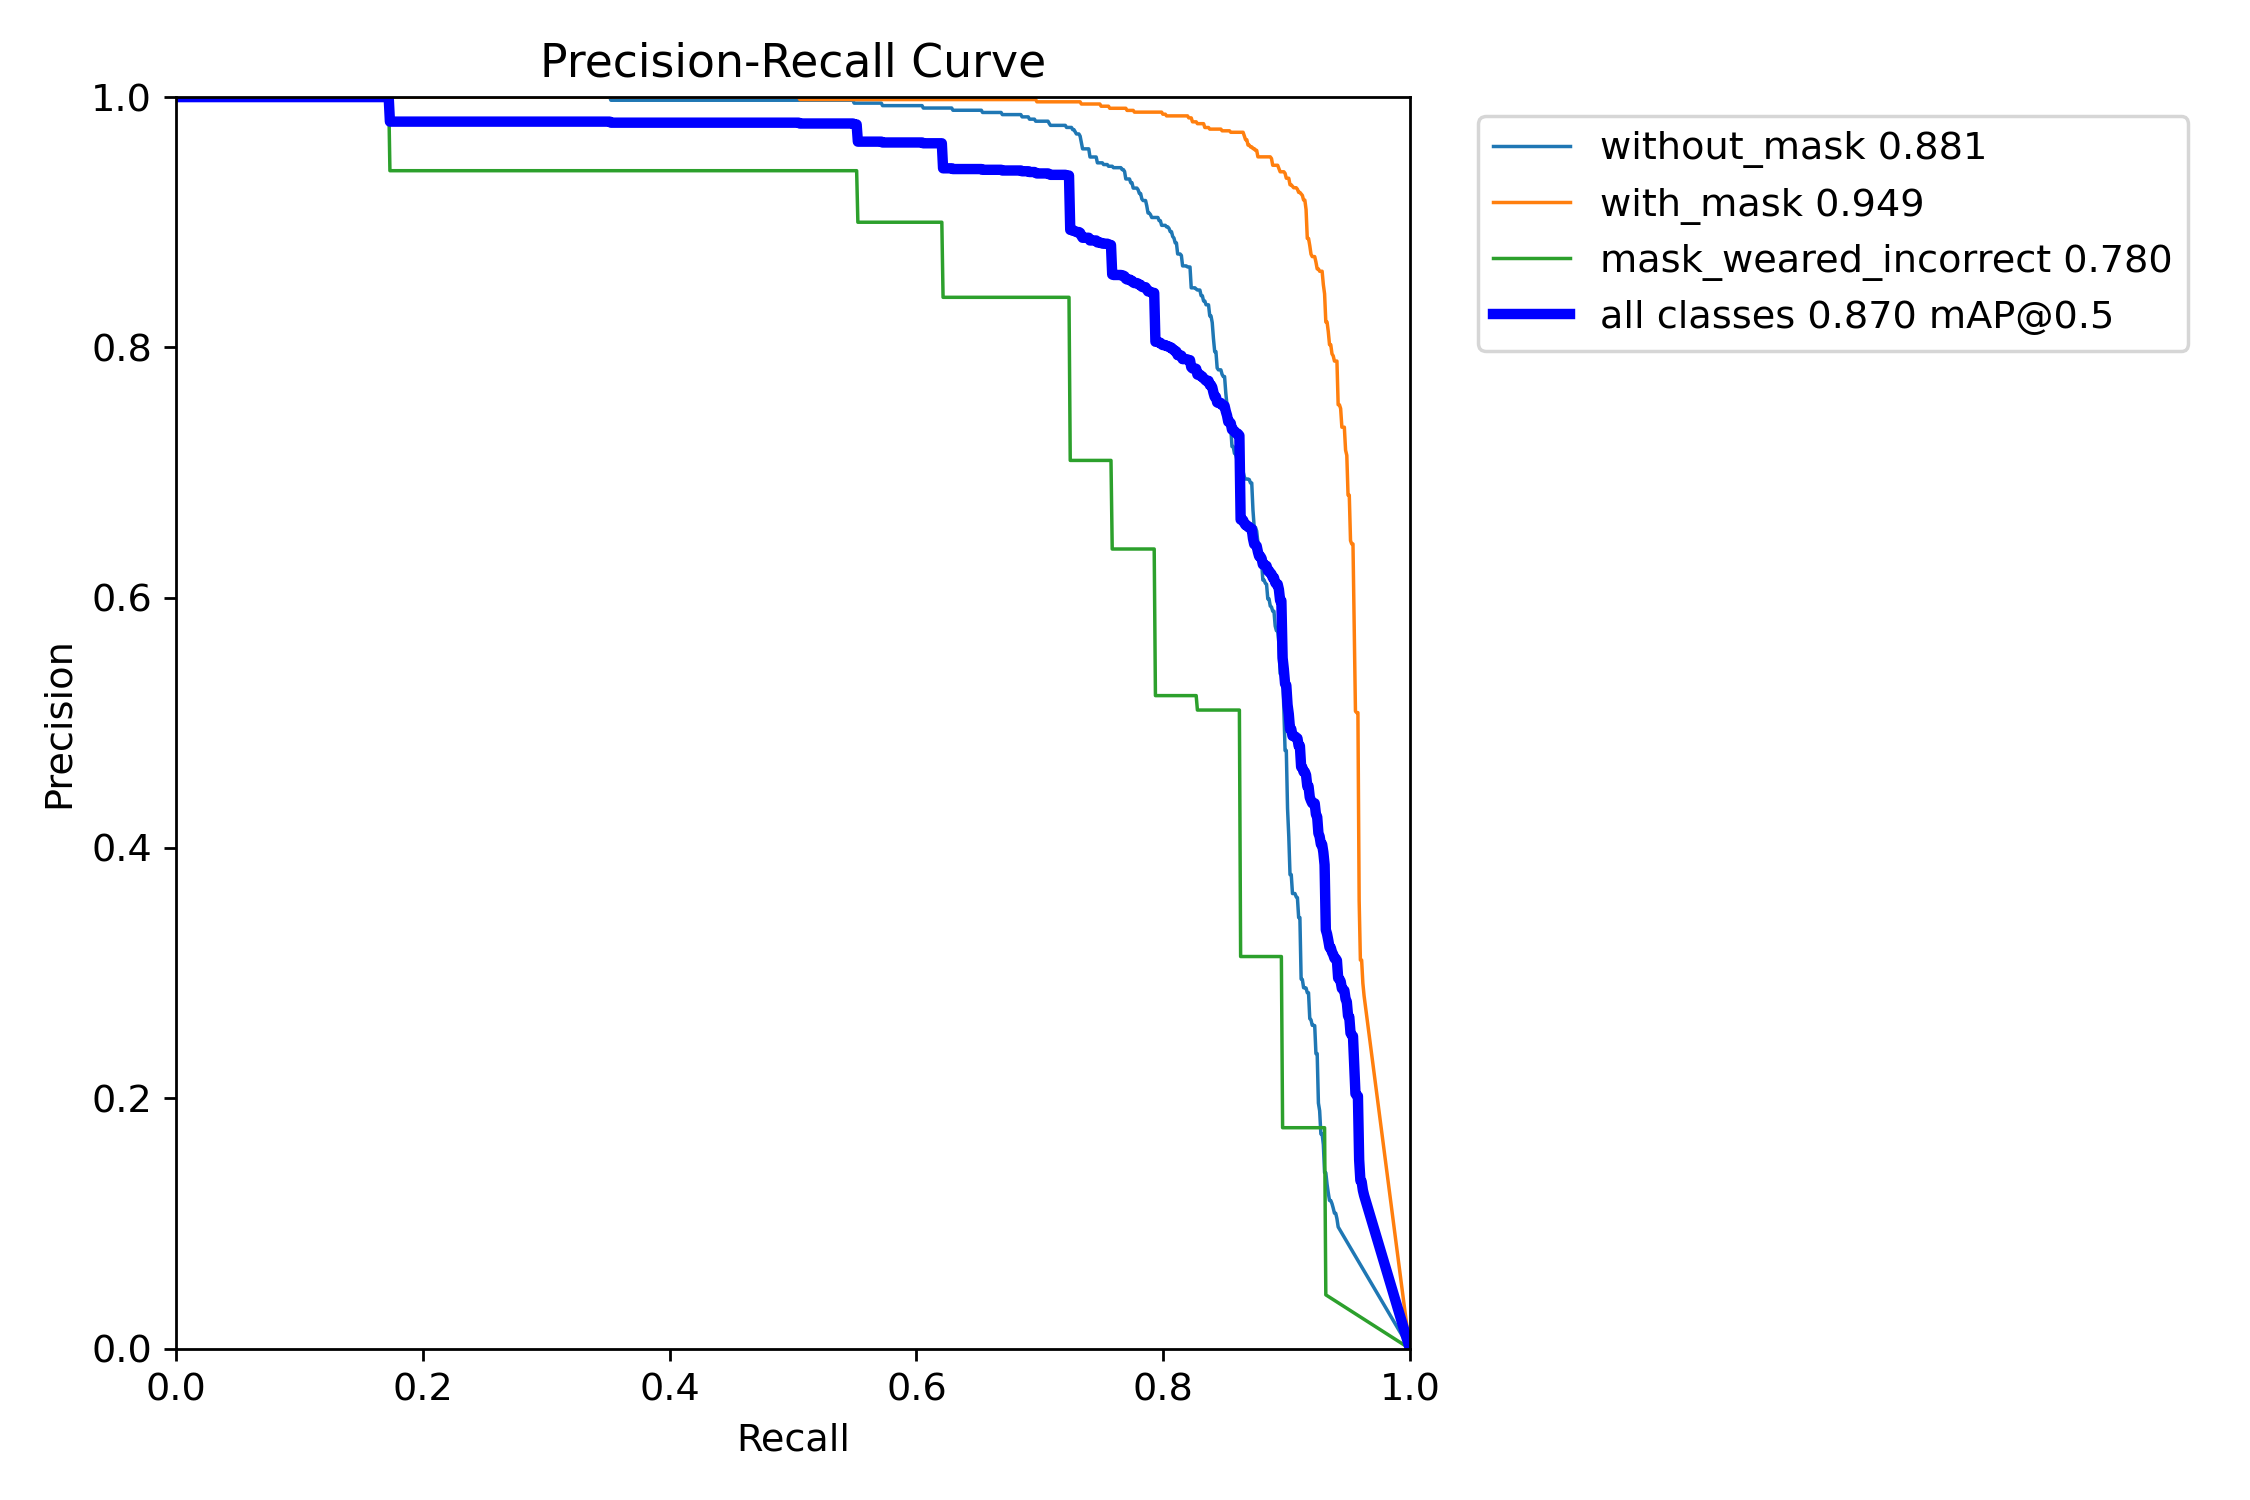 Precision-Recall Curve
1.0
0.8
0.6
0.4
0.2
0.0
Precision
0.0 0.2 0.4 0.6 0.8 1.0
Recall
without_mask 0.881
with_mask 0.949
mask_weared_incorrect 0.780
all classes 0.870 mAP@0.5